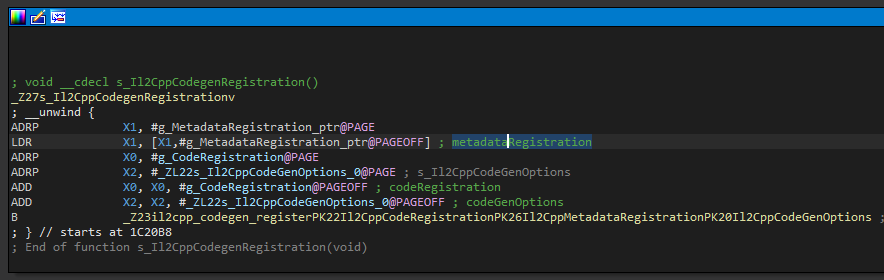 ; void __cdecl s_Il2CppCodegenRegistration()
_Z27s_Il2CppCodegenRegistrationv
; __unwind {
ADRP X1, #g_MetadataRegistration_ptr@PAGE
LDR X1, [X1,#g_MetadataRegistration_ptr@PAGEOFF] ; metadataRegistration
ADRP X0, #g_CodeRegistration@PAGE
ADRP X2, #_ZL22s_Il2CppCodeGenOptions_0@PAGE ; s_Il2CppCodeGenOptions
ADD X0, X0, #g_CodeRegistration@PAGEOFF ; codeRegistration
ADD X2, X2, #_ZL22s_Il2CppCodeGenOptions_0@PAGEOFF ; codeGenOptions
B _Z23il2cpp_codegen_registerPK22Il2CppCodeRegistrationPK26Il2CppMetadataRegistrationPK20Il2CppCodeGenOptions ;
; } // starts at 1C20B8
; End of function s_Il2CppCodegenRegistration(void)